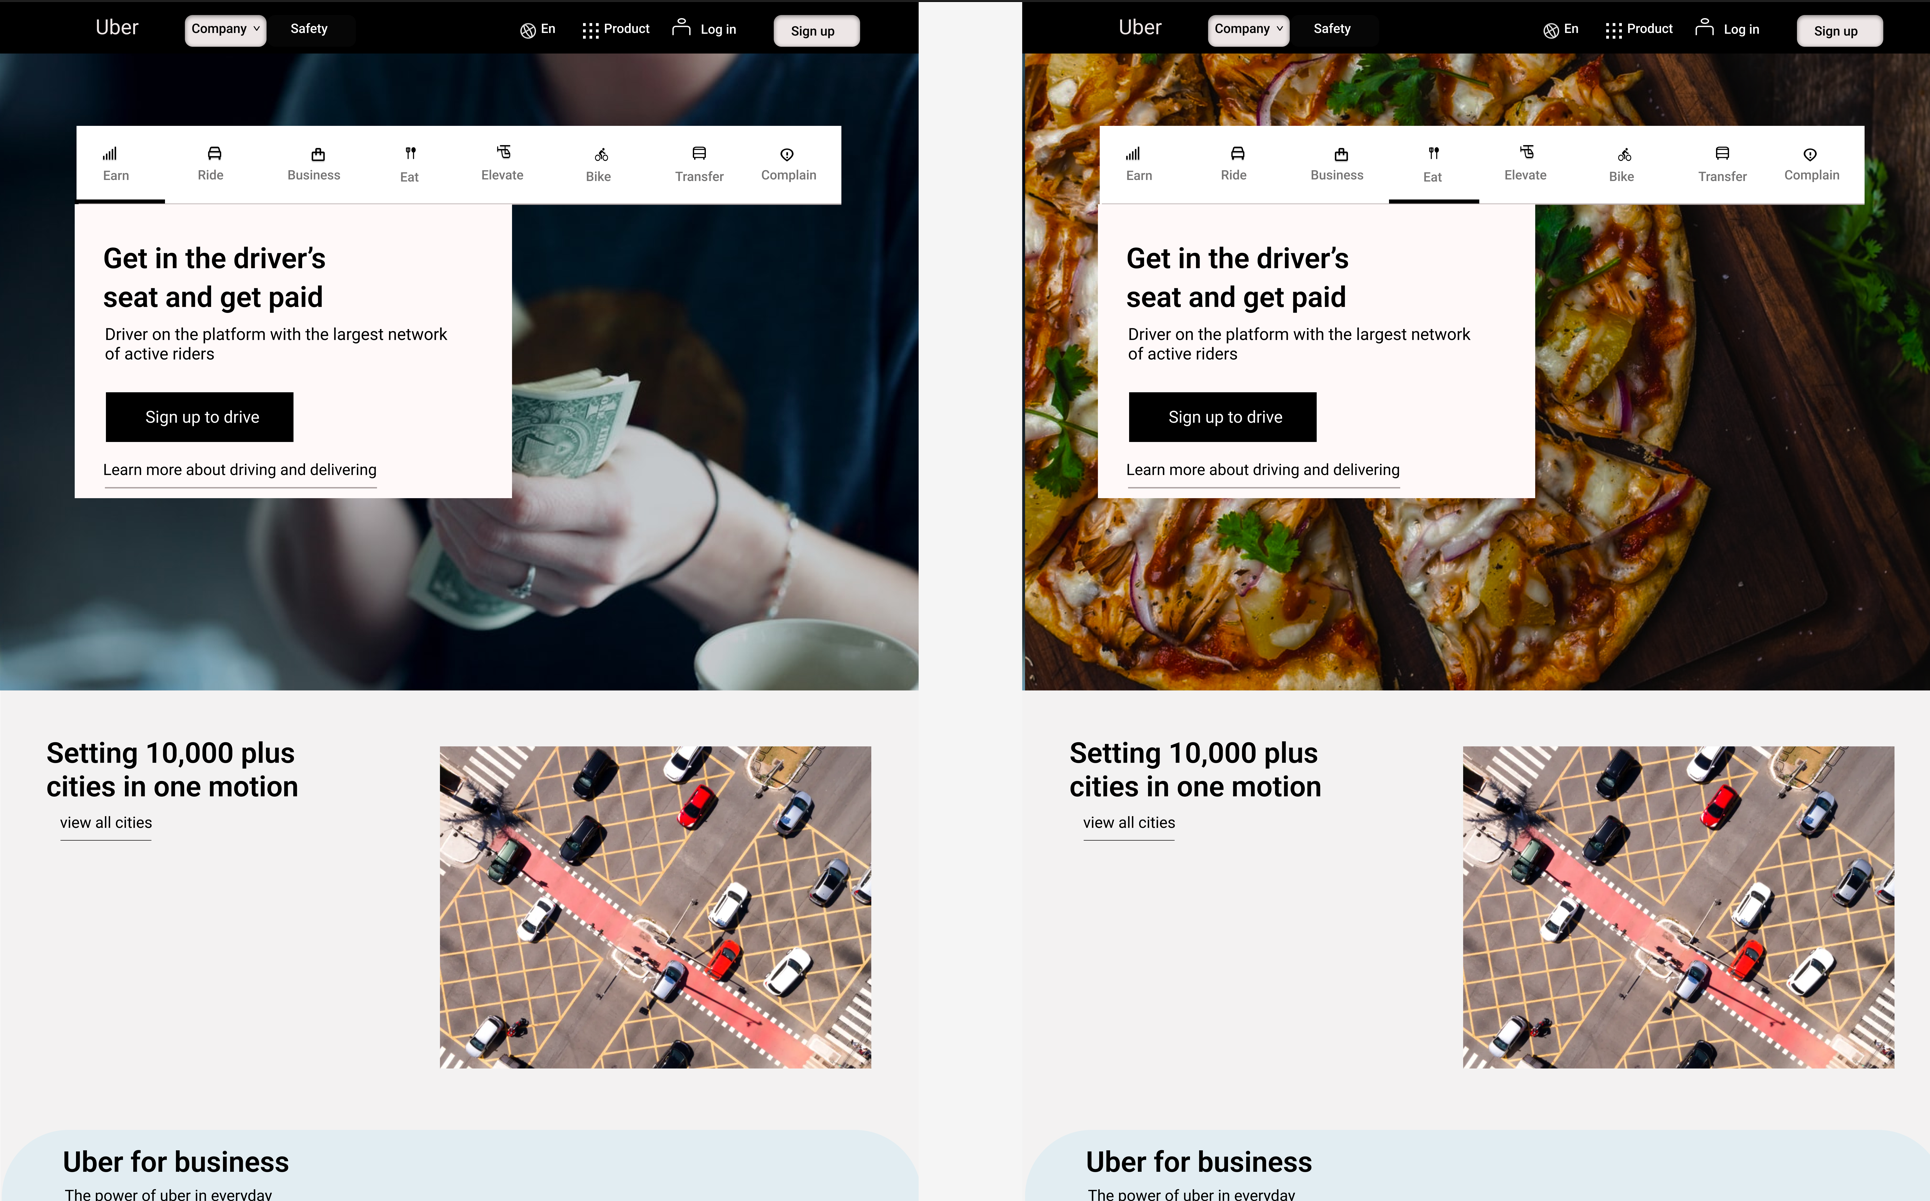 Uber Company Safety En Product Log in Sign up
Earn Ride Business Eat Elevate Bike Transfer Complain
Get in the driver’s
seat and get paid
Driver on the platform with the largest network
of active riders
Sign up to drive
Learn more about driving and delivering
Setting 10,000 plus
cities in one motion
view all cities
Uber for business
The power of uber in everyday
Uber Company Safety En Product Log in Sign up
Earn Ride Business Eat Elevate Bike Transfer Complain
Get in the driver’s
seat and get paid
Driver on the platform with the largest network
of active riders
Sign up to drive
Learn more about driving and delivering
Setting 10,000 plus
cities in one motion
view all cities
Uber for business
The power of uber in everyday